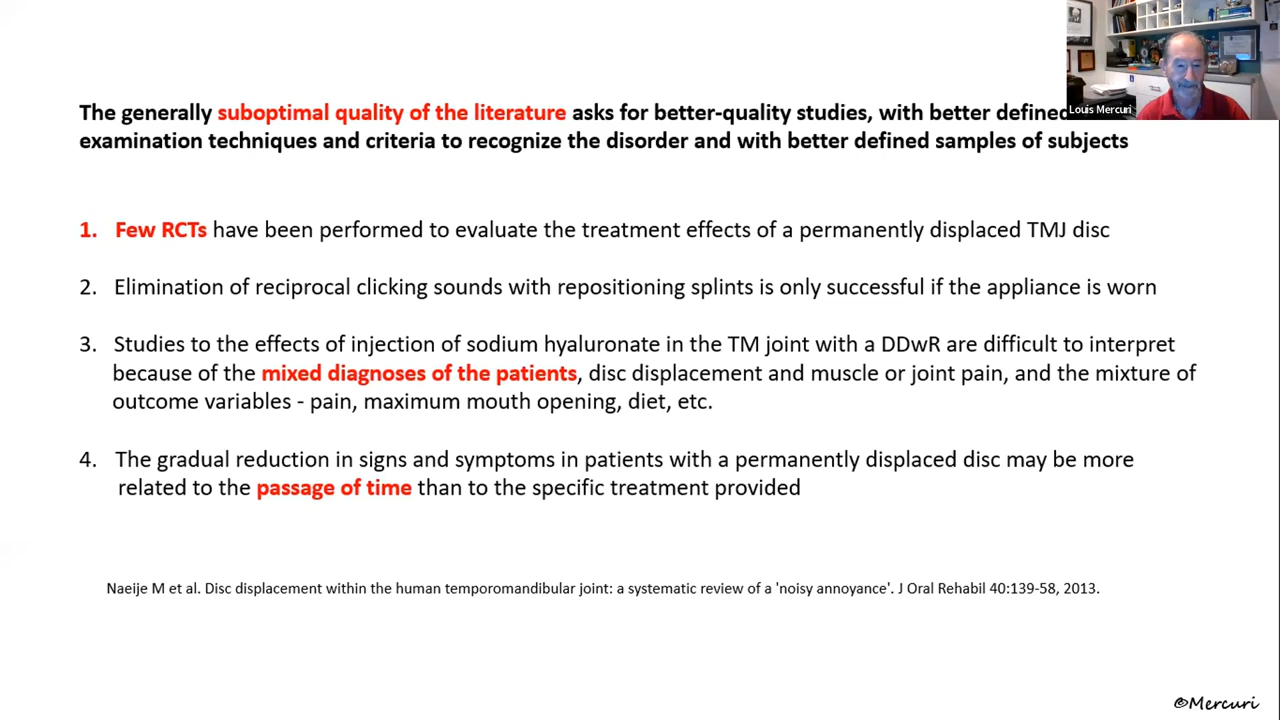 The generally suboptimal quality of the literature asks for better-quality studies, with better defined
examination techniques and criteria to recognize the disorder and with better defined samples of subjects
1. Few RCTs have been performed to evaluate the treatment effects of a permanently displaced TMJ disc
2. Elimination of reciprocal clicking sounds with repositioning splints is only successful if the appliance is worn
3. Studies to the effects of injection of sodium hyaluronate in the TM joint with a DDwR are difficult to interpret
because of the mixed diagnoses of the patients, disc displacement and muscle or joint pain, and the mixture of
outcome variables - pain, maximum mouth opening, diet, etc.
4. The gradual reduction in signs and symptoms in patients with a permanently displaced disc may be more
related to the passage of time than to the specific treatment provided
Naeije M et al. Disc displacement within the human temporomandibular joint: a systematic review of a 'noisy annoyance'. J Oral Rehabil 40:139-58, 2013.
Louis Mercuri
©Mercuri